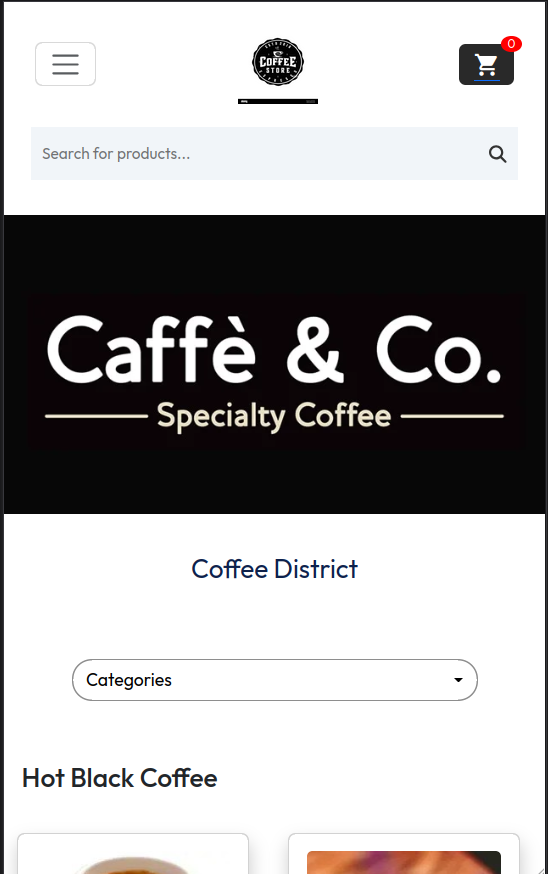 COFFEE
STORE
0
Search for products...
Caffè & Co.
Specialty Coffee
Coffee District
Categories
Hot Black Coffee